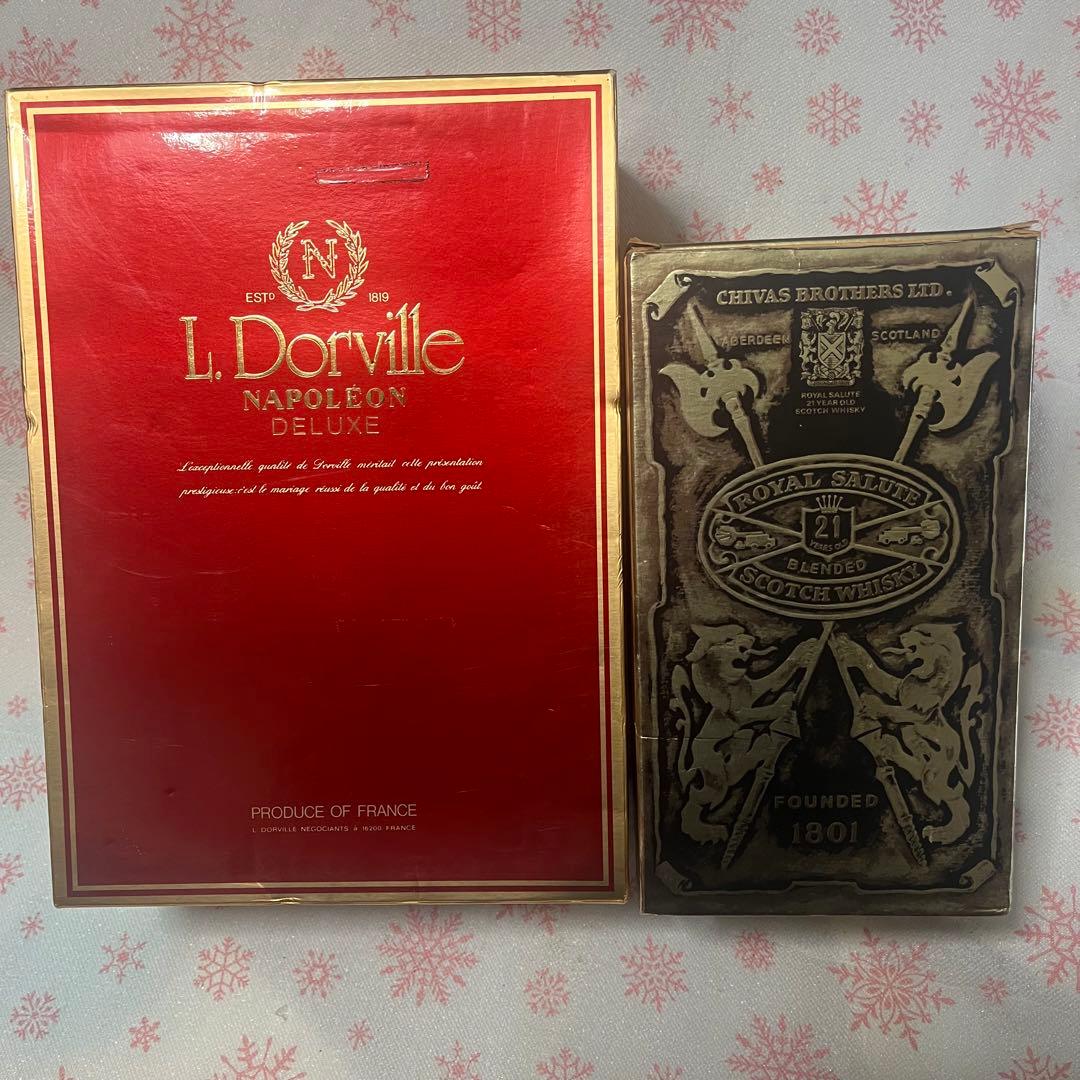 N
ESTD 1819
L. Dorville
NAPOLÉON
DELUXE
L'exceptionnelle qualité de Dorville méritait cette présentation
prestigieuse: c'est le mariage réussi de la qualité et du bon goût.
PRODUCE OF FRANCE
L. DORVILLE NEGOCIANTS à 16200 FRANCE
CHIVAS BROTHERS LTD.
ABERDEEN SCOTLAND
ROYAL SALUTE
21 YEAR OLD
SCOTCH WHISKY
ROYAL SALUTE
21
YEARS OLD
BLENDED
SCOTCH WHISKY
FOUNDED
1801